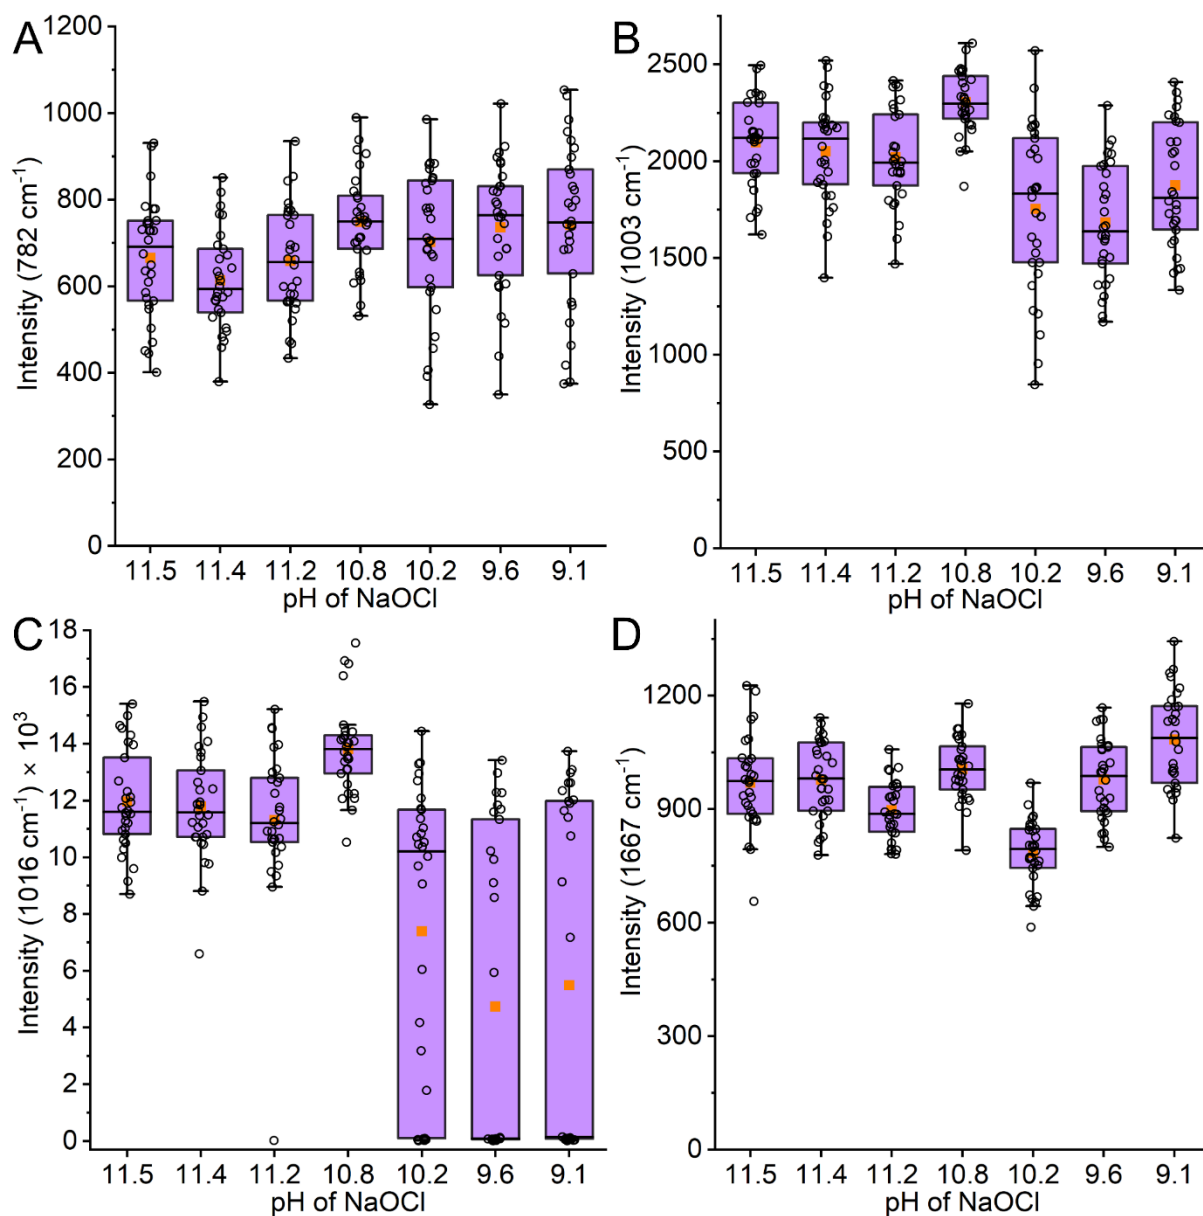 A
Intensity (782 cm⁻¹)
1200
1000
800
600
400
200
0
11.5 11.4 11.2 10.8 10.2 9.6 9.1
pH of NaOCl
B
Intensity (1003 cm⁻¹)
2500
2000
1500
1000
500
0
11.5 11.4 11.2 10.8 10.2 9.6 9.1
pH of NaOCl
C
Intensity (1016 cm⁻¹) × 10³
18
16
14
12
10
8
6
4
2
0
11.5 11.4 11.2 10.8 10.2 9.6 9.1
pH of NaOCl
D
Intensity (1667 cm⁻¹)
1200
900
600
300
0
11.5 11.4 11.2 10.8 10.2 9.6 9.1
pH of NaOCl